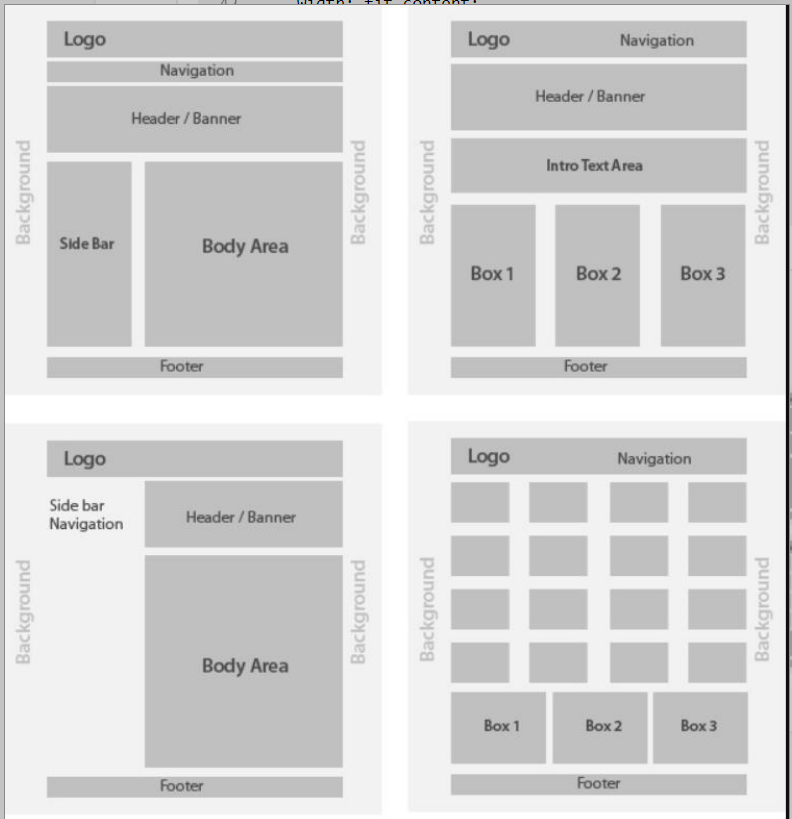 width: fit-content;
Logo
Navigation
Header / Banner
Background
Side Bar
Body Area
Background
Footer
Logo
Navigation
Header / Banner
Intro Text Area
Background
Box 1
Box 2
Box 3
Background
Footer
Logo
Side bar
Navigation
Header / Banner
Background
Body Area
Background
Footer
Logo
Navigation
Background
Background
Box 1
Box 2
Box 3
Footer